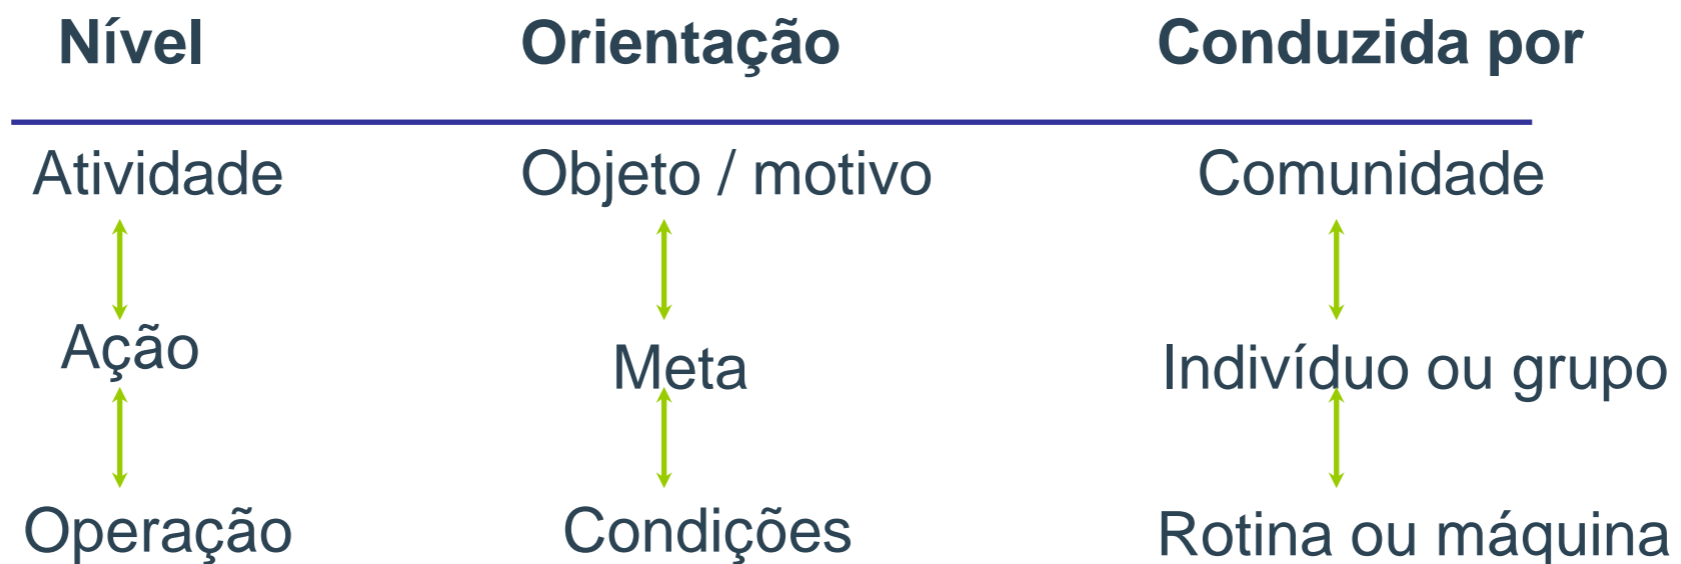 Nível Orientação Conduzida por
Atividade Objeto / motivo Comunidade
Ação Meta Indivíduo ou grupo
Operação Condições Rotina ou máquina